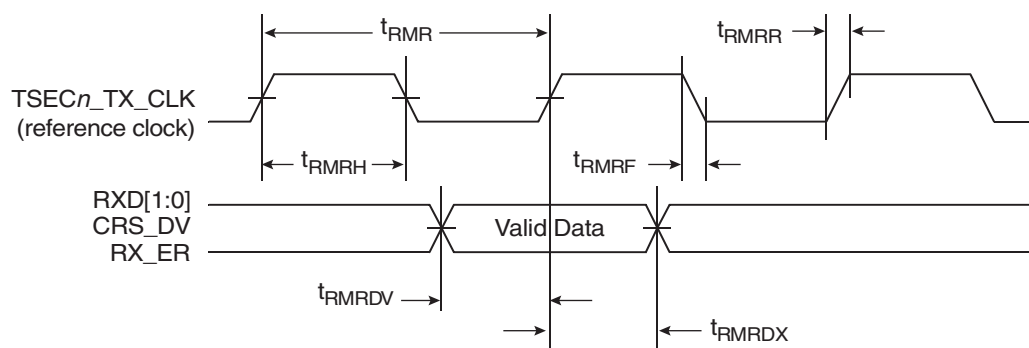 tRMR
tRMRR
TSECn_TX_CLK
(reference clock)
tRMRH
tRMRF
RXD[1:0]
CRS_DV
RX_ER
Valid Data
tRMRDV
tRMRDX